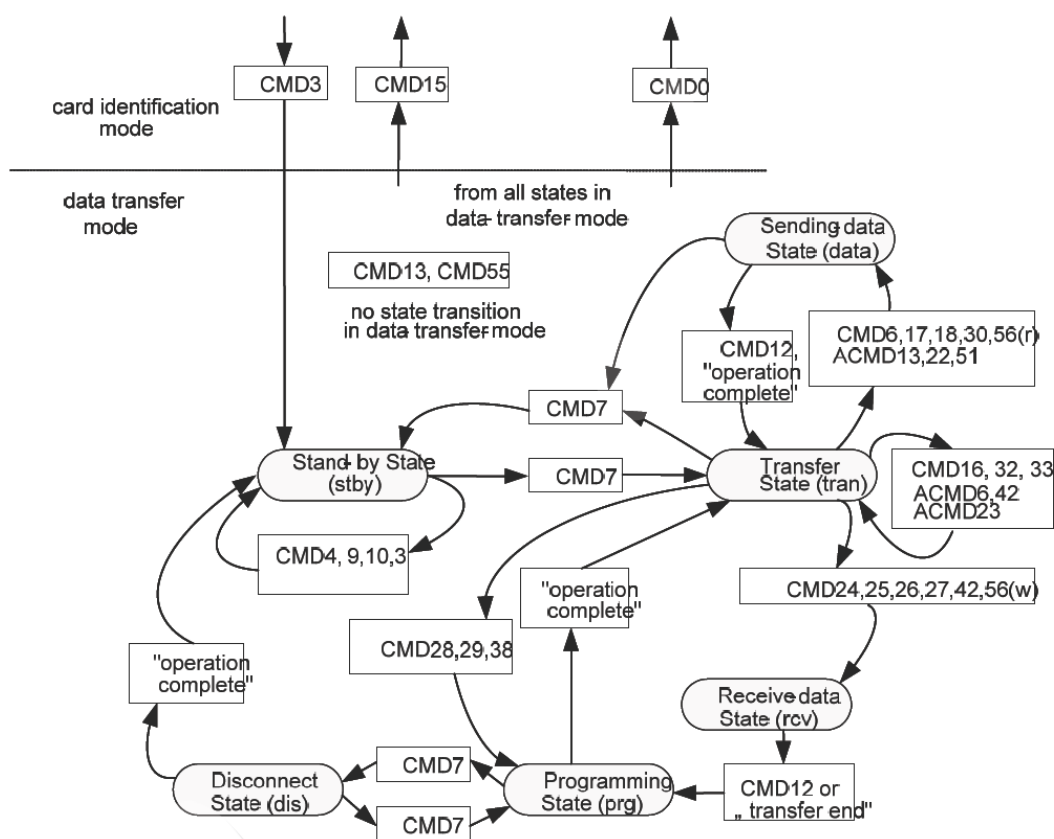 CMD3
CMD15
CMD0
card identification
mode
data transfer
mode
from all states in
data-transfer-mode
Sending-data
State (data)
CMD13, CMD55
no state transition
in data transfer-mode
CMD12,
"operation
complete"
CMD6,17,18,30,56(r)
ACMD13,22,51
CMD7
Stand-by State
(stby)
CMD7
Transfer
State (tran)
CMD16, 32, 33
ACMD6,42
ACMD23
CMD4, 9,10,3
"operation
complete"
CMD24,25,26,27,42,56(w)
CMD28,29,38
"operation
complete"
Receive-data
State (rcv)
CMD7
Disconnect
State (dis)
Programming
State (prg)
CMD12 or
„ transfer end"
CMD7